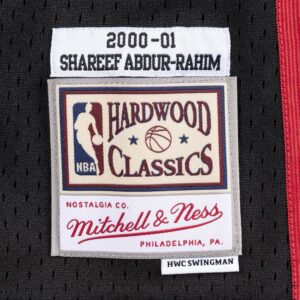 2000-01
SHAREEF ABDUR-RAHIM
HARDWOOD
NBA
CLASSICS
NOSTALGIA CO.
Mitchell & Ness
PHILADELPHIA, PA.
HWC SWINGMAN